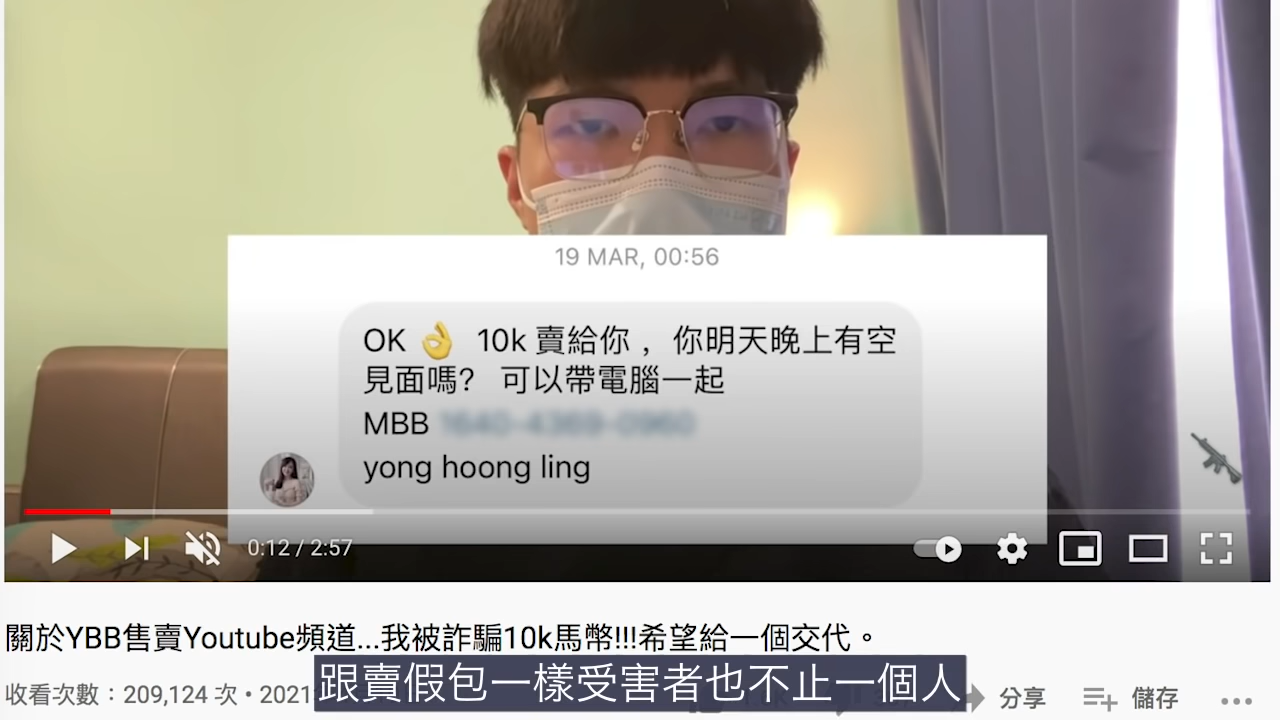 19 MAR, 00:56
OK 👌 10k 賣給你， 你明天晚上有空
見面嗎? 可以帶電腦一起
MBB
yong hoong ling
0:12 / 2:57
關於YBB售賣Youtube頻道...我被詐騙10k馬幣!!!希望給一個交代。
跟賣假包一樣受害者也不止一個人
收看次數：209,124 次・2021
分享
儲存